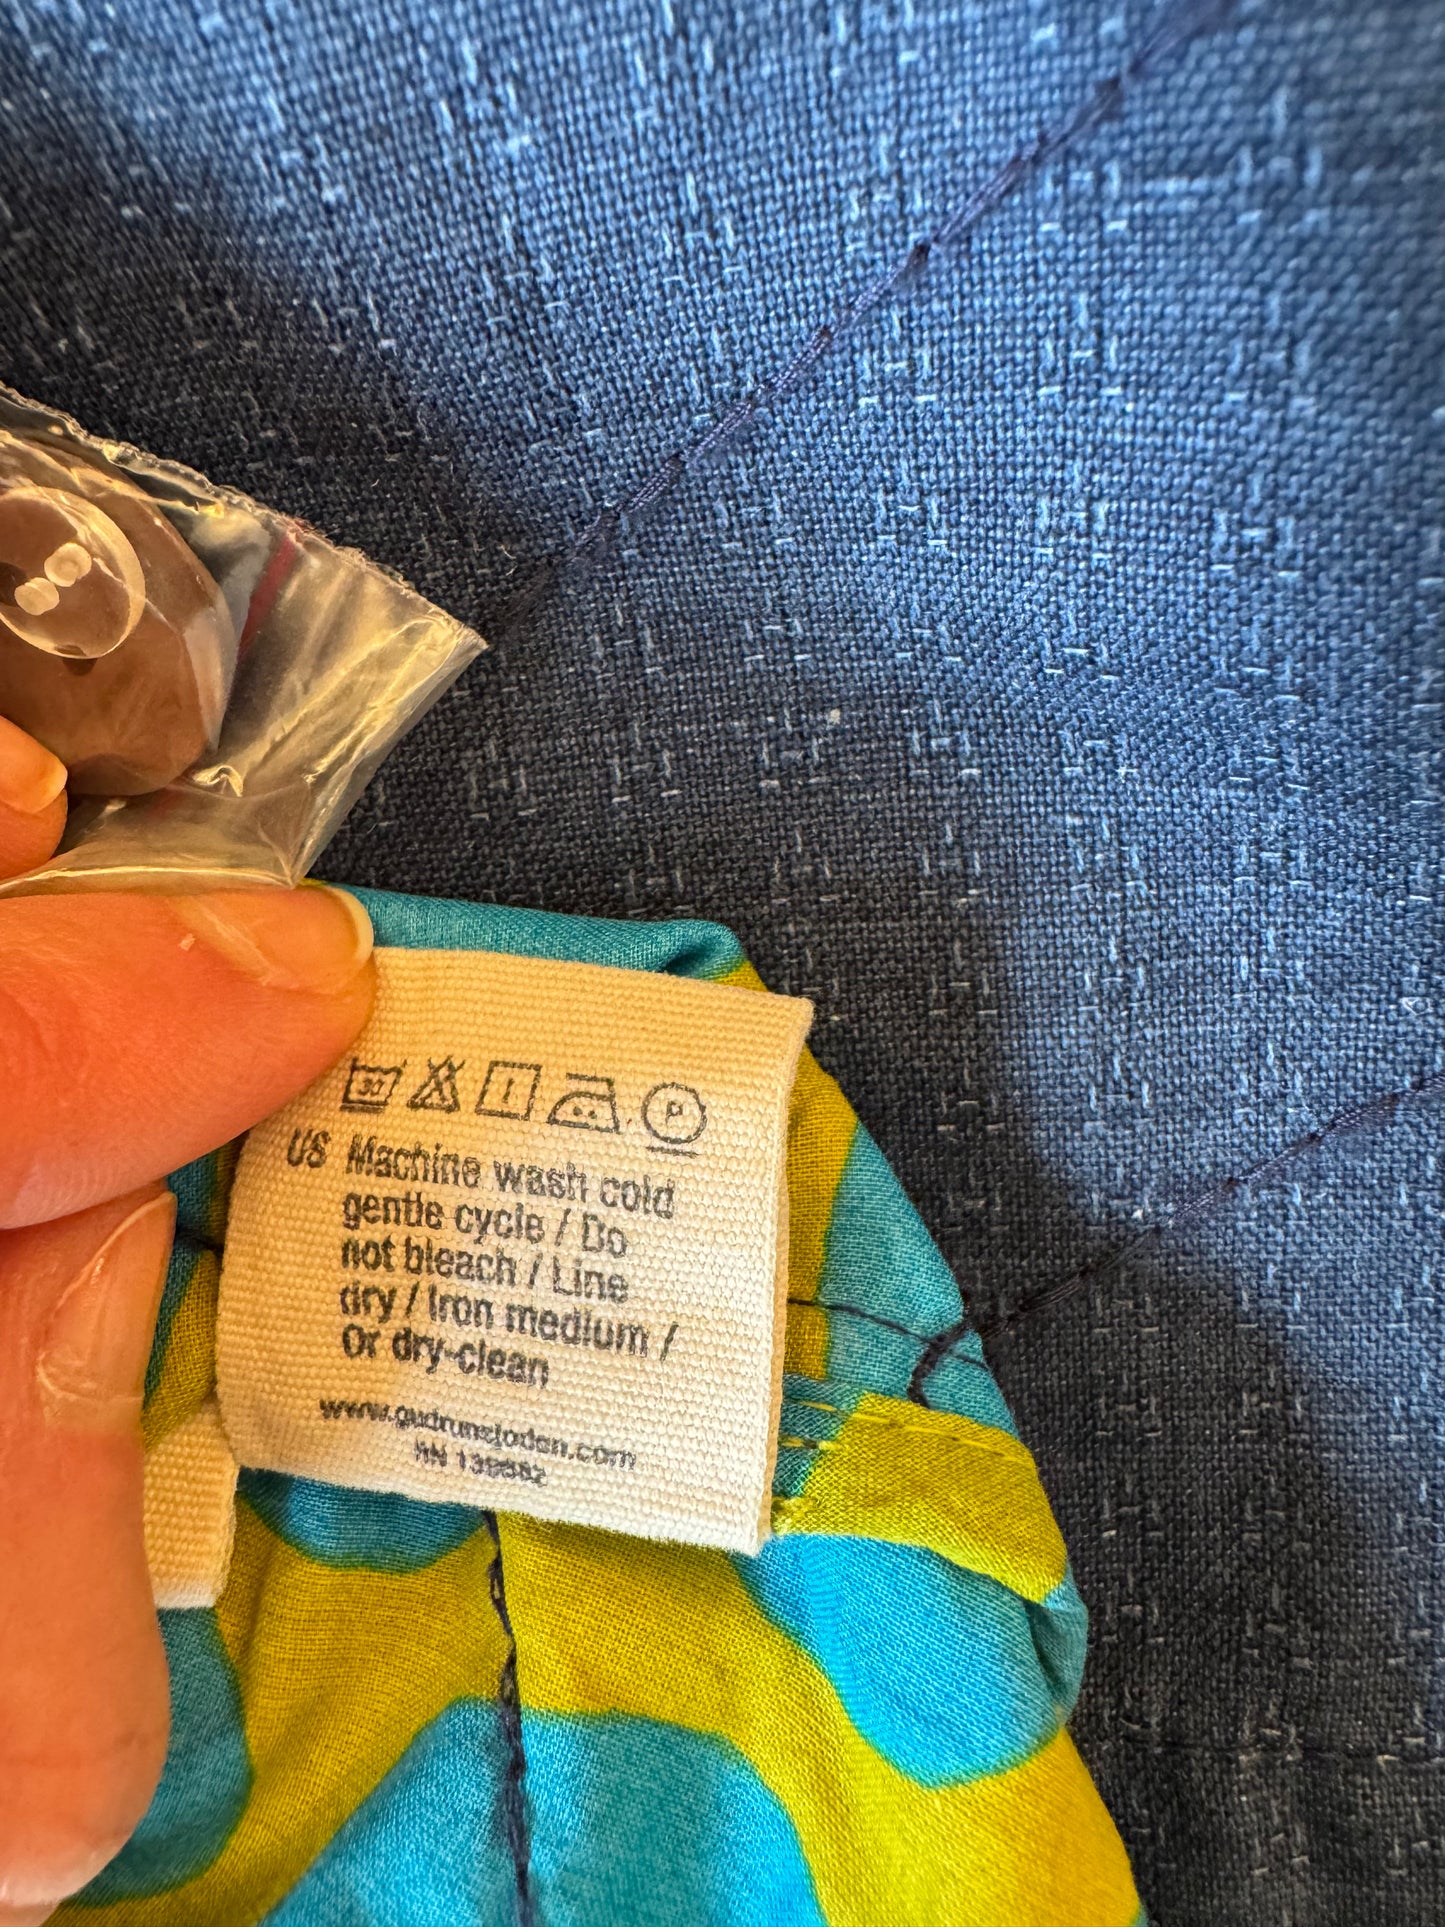 30
P
US Machine wash cold
gentle cycle / Do
not bleach / Line
dry / Iron medium /
Or dry-clean
www.gudrunsjoden.com
RN